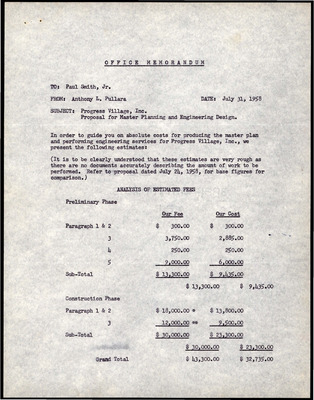 OFFICE MEMORANDUM
TO: Paul Smith, Jr.
FROM: Anthony L. Pullara DATE: July 31, 1958
SUBJECT: Progress Village, Inc.
Proposal for Master Planning and Engineering Design.
In order to guide you on absolute costs for producing the master plan
and performing engineering services for Progress Village, Inc., we
present the following estimates:
(It is to be clearly understood that these estimates are very rough as
there are no documents accurately describing the amount of work to be
performed. Refer to proposal dated July 24, 1958, for base figures for
comparison.)
ANALYSIS OF ESTIMATED FEES
Preliminary Phase
Our Fee Our Cost
Paragraph 1 & 2 $ 300.00 $ 300.00
3 3,750.00 2,885.00
4 250.00 250.00
5 9,000.00 6,000.00
Sub-Total $ 13,300.00 $ 9,435.00
$ 13,300.00 $ 9,435.00
Construction Phase
Paragraph 1 & 2 $ 18,000.00 * $ 13,800.00
3 12,000.00 ** 9,500.00
Sub-Total $ 30,000.00 $ 23,300.00
$ 30,000.00 $ 23,300.00
Grand Total $ 43,300.00 $ 32,735.00